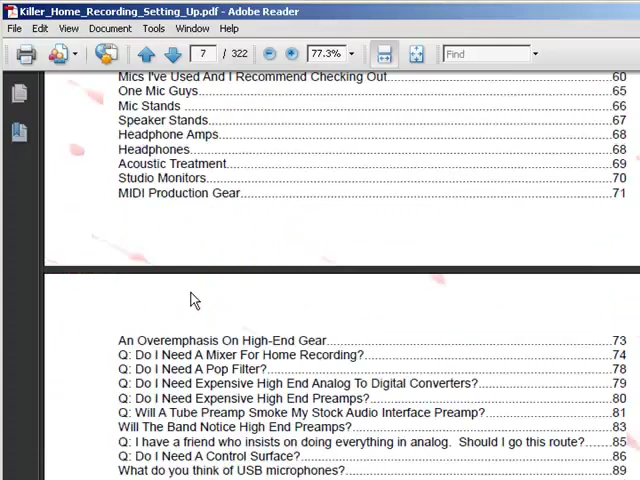 Killer_Home_Recording_Setting_Up.pdf - Adobe Reader
File Edit View Document Tools Window Help
7 / 322 77.3% Find
Mics I've Used And I Recommend Checking Out 60
One Mic Guys 65
Mic Stands 66
Speaker Stands 67
Headphone Amps 68
Headphones 68
Acoustic Treatment 69
Studio Monitors 70
MIDI Production Gear 71
An Overemphasis On High-End Gear 73
Q: Do I Need A Mixer For Home Recording? 74
Q: Do I Need A Pop Filter? 78
Q: Do I Need Expensive High End Analog To Digital Converters? 79
Q: Do I Need Expensive High End Preamps? 80
Q: Will A Tube Preamp Smoke My Stock Audio Interface Preamp? 81
Will The Band Notice High End Preamps? 83
Q: I have a friend who insists on doing everything in analog. Should I go this route? 85
Q: Do I Need A Control Surface? 86
What do you think of USB microphones? 89